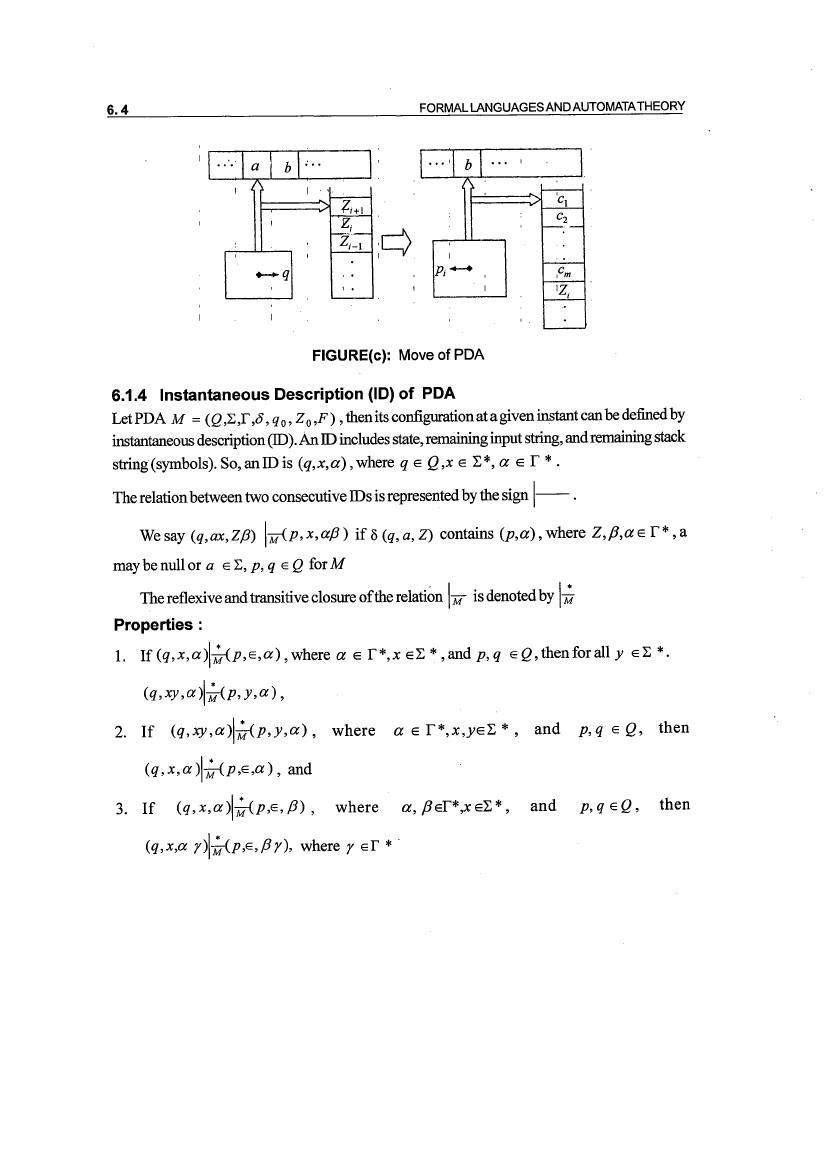 6. 4 FORMAL LANGUAGES AND AUTOMATA THEORY
... a b ... ... b ...
Z_{i+1} c_1
Z_i c_2
Z_{i-1} .
. .
q . p_i c_m
. Z_i
.
.
FIGURE(c): Move of PDA
6.1.4 Instantaneous Description (ID) of PDA
Let PDA M = (Q,Σ,Γ,δ,q_0,Z_0,F), then its configuration at a given instant can be defined by
instantaneous description (ID). An ID includes state, remaining input string, and remaining stack
string (symbols). So, an ID is (q,x,α), where q ∈ Q,x ∈ Σ*, α ∈ Γ *.
The relation between two consecutive IDs is represented by the sign |—— .
We say (q,ax,Zβ) |_M (p,x,αβ) if δ (q, a, Z) contains (p,α), where Z,β,α ∈ Γ*, a
may be null or a ∈ Σ, p, q ∈ Q for M
The reflexive and transitive closure of the relation |_M is denoted by |*_M
Properties :
1. If (q,x,α)|*_M (p,∈,α), where α ∈ Γ*,x ∈Σ *, and p, q ∈Q, then for all y ∈Σ *.
(q,xy,α)|*_M (p,y,α),
2. If (q,xy,α)|*_M (p,y,α), where α ∈ Γ*,x,y∈Σ *, and p,q ∈ Q, then
(q,x,α)|*_M (p,∈,α), and
3. If (q,x,α)|*_M (p,∈,β), where α, β∈Γ*,x∈Σ*, and p,q ∈Q, then
(q,x,α γ)|*_M (p,∈,βγ), where γ ∈Γ *